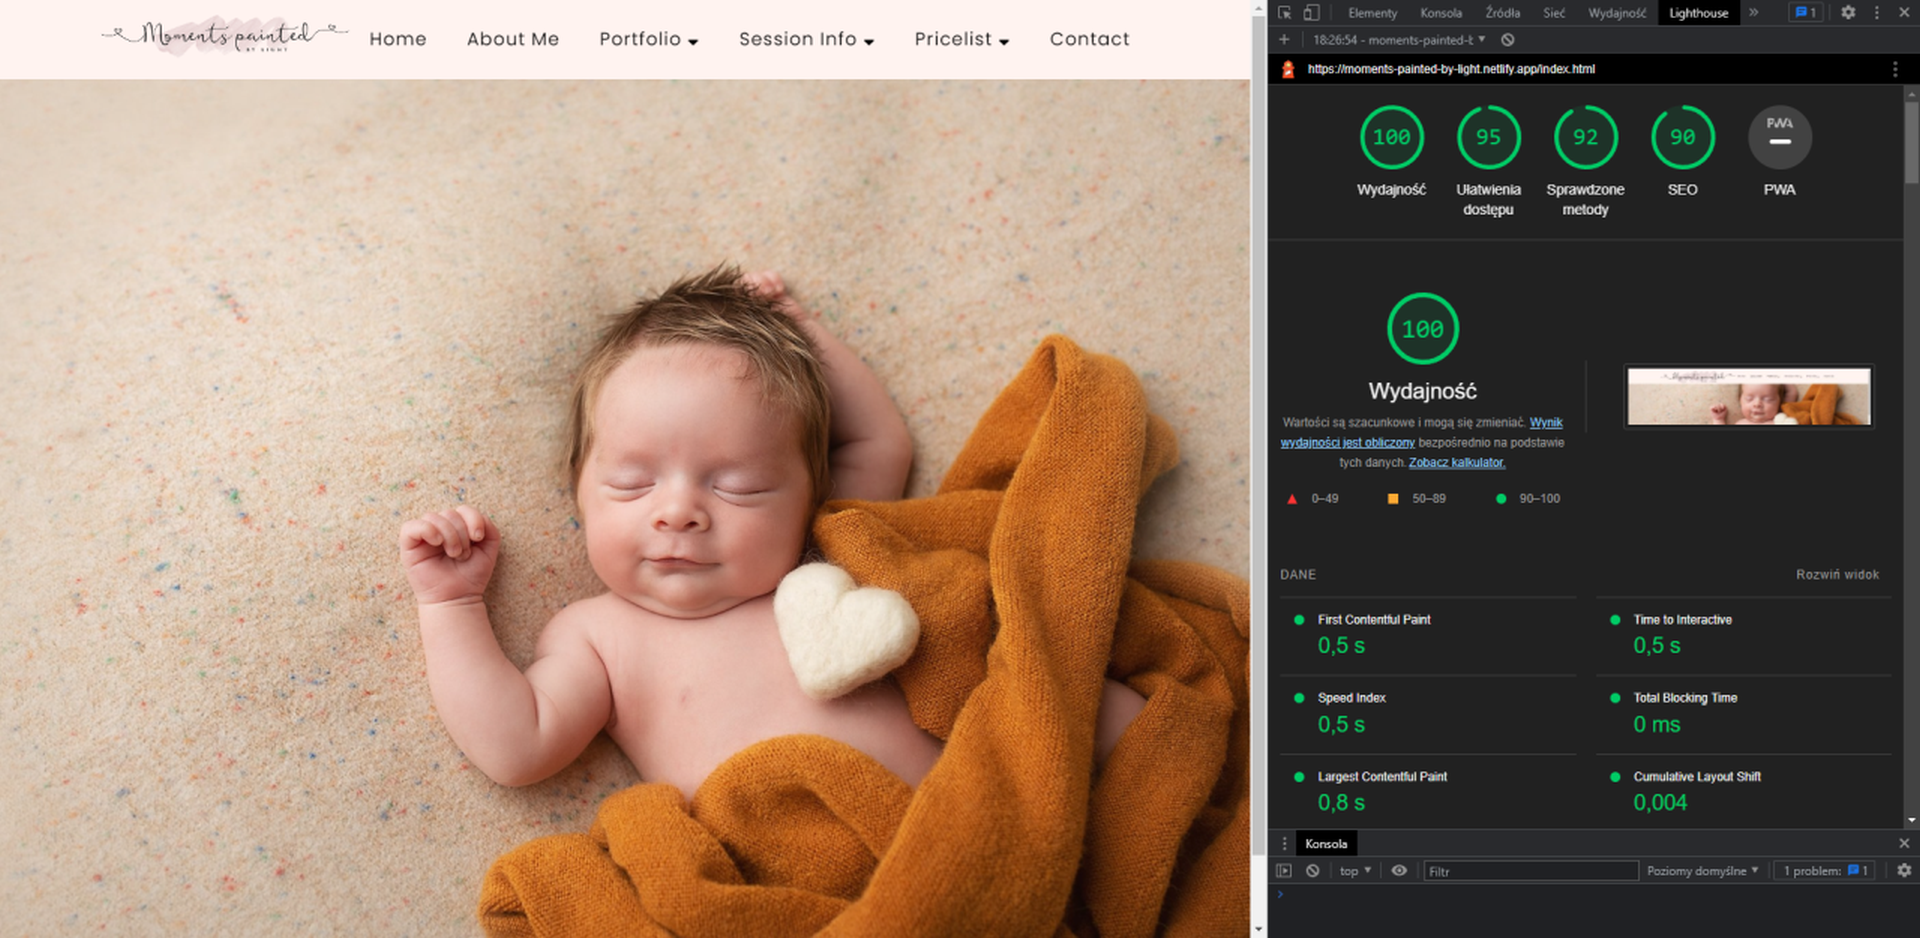 Moments painted
BY LIGHT
Home
About Me
Portfolio
Session Info
Pricelist
Contact
Elementy
Konsola
Źródła
Sieć
Wydajność
Lighthouse
»
1
18:26:54 - moments-painted-b
https://moments-painted-by-light.netlify.app/index.html
100
95
92
90
PWA
Wydajność
Ułatwienia
dostępu
Sprawdzone
metody
SEO
PWA
100
Wydajność
Wartości są szacunkowe i mogą się zmieniać. Wynik
wydajności jest obliczony bezpośrednio na podstawie
tych danych. Zobacz kalkulator.
0–49
50–89
90–100
DANE
Rozwiń widok
First Contentful Paint
0,5 s
Time to Interactive
0,5 s
Speed Index
0,5 s
Total Blocking Time
0 ms
Largest Contentful Paint
0,8 s
Cumulative Layout Shift
0,004
Konsola
top
Filtr
Poziomy domyślne
1 problem: 1